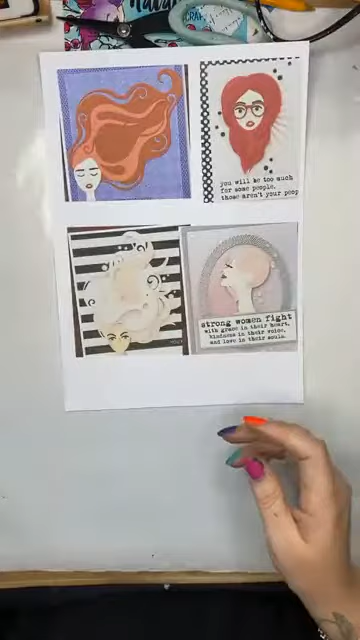 you will be too much
for some people,
those aren't your peop
strong women fight
with grace in their heart,
kindness in their voice,
and love in their souls.